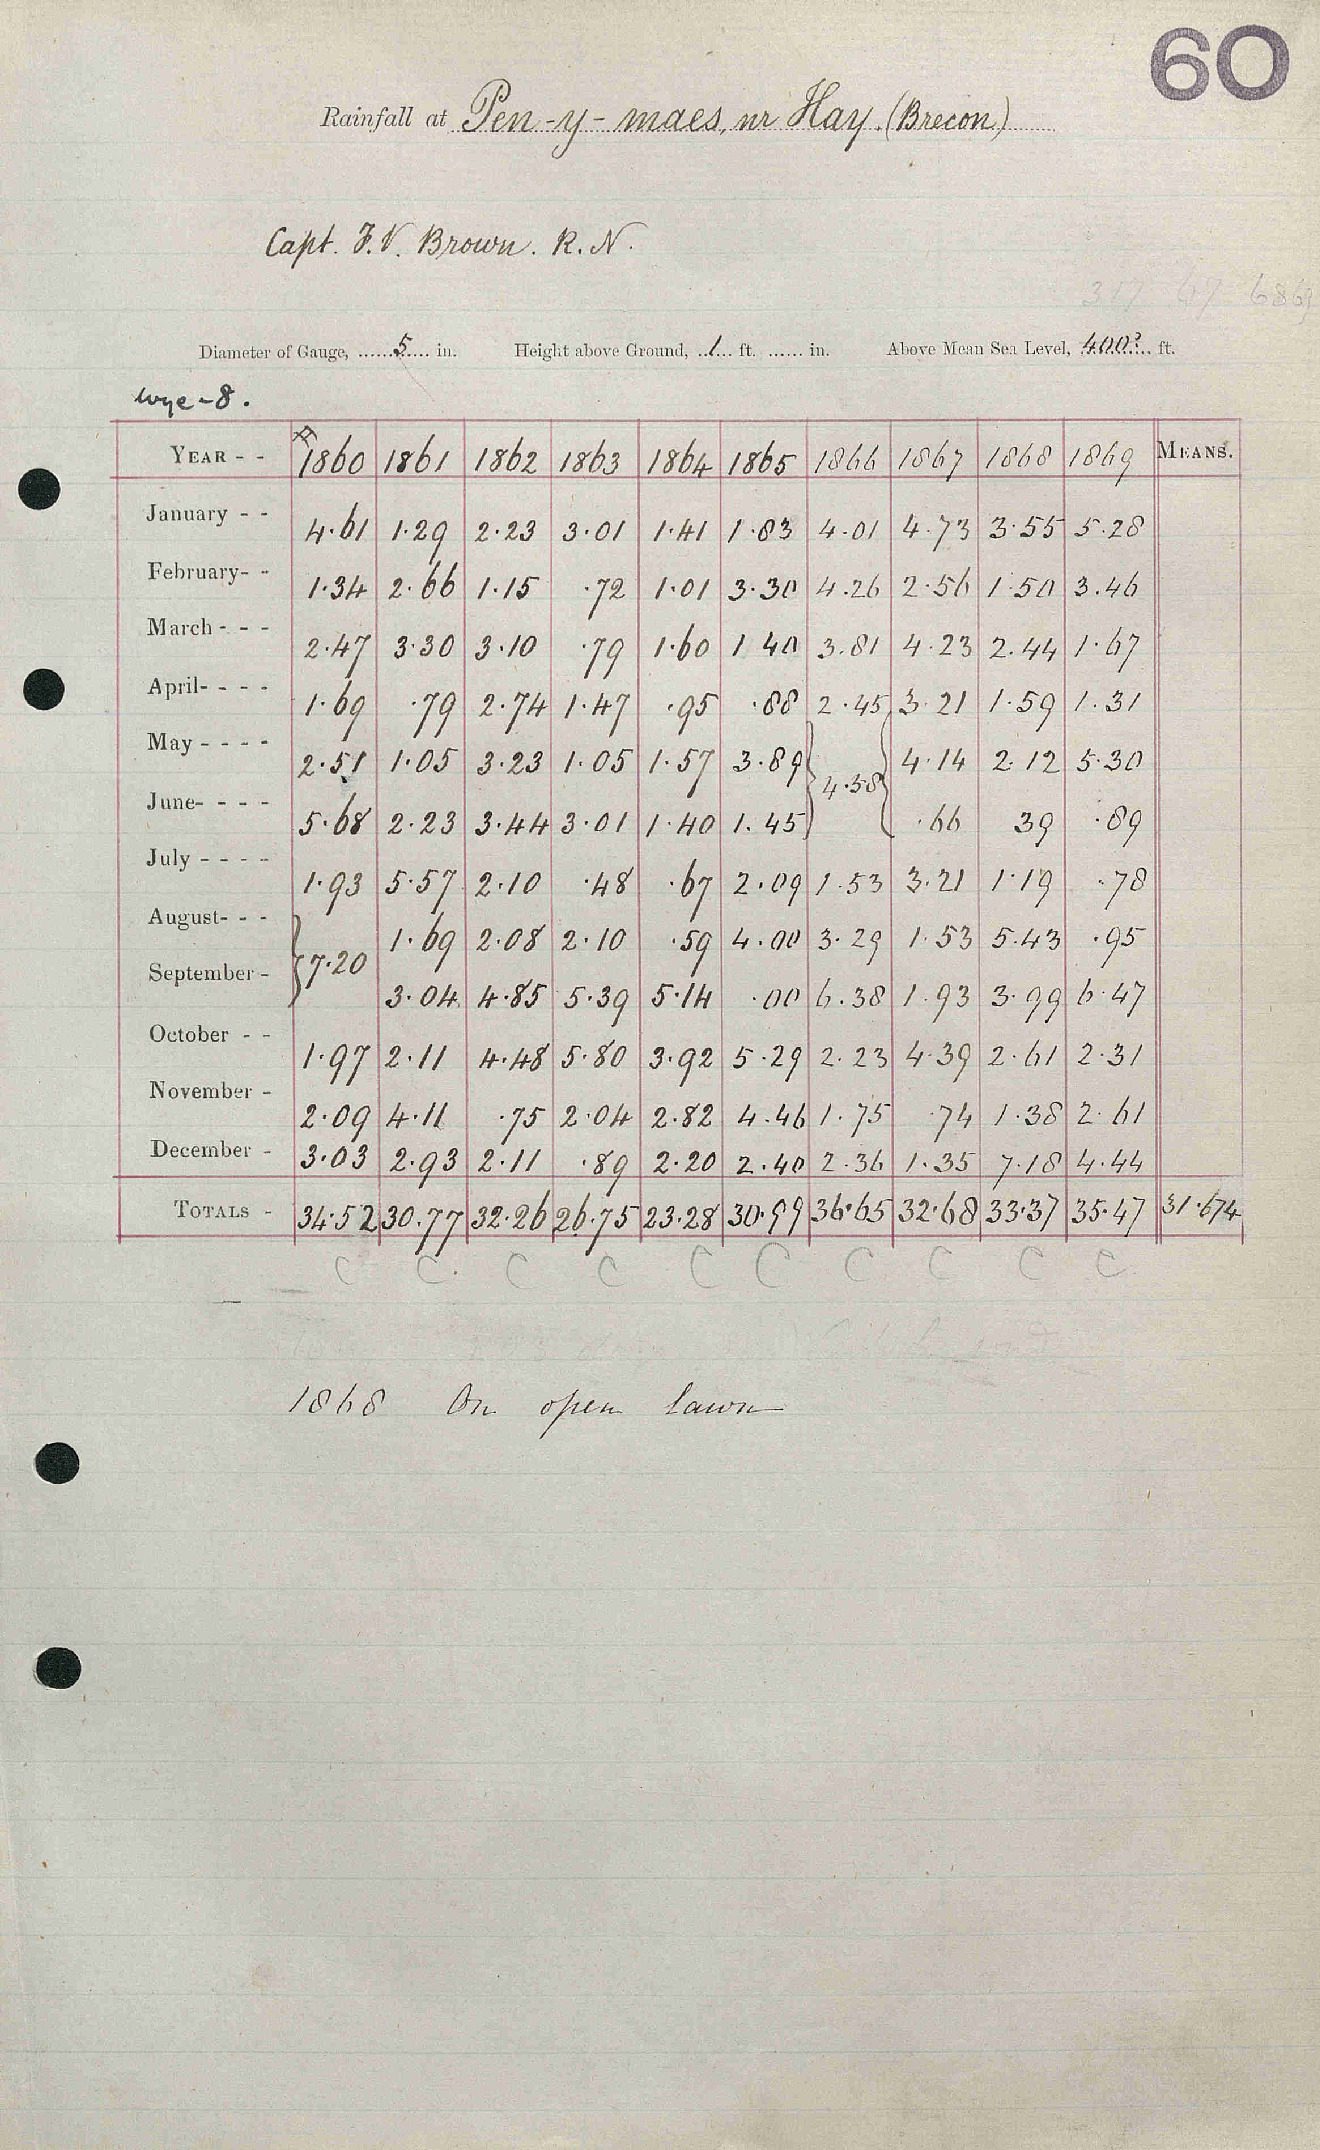 60
Rainfall at Pen-y-maes, nr Hay. (Brecon)
Capt. F.V. Brown. R.N.
317 47 6869
Diameter of Gauge, 5 in. Height above Ground, 1 ft. in. Above Mean Sea Level, 400? ft.
Wye-8.
YEAR - - 1860 1861 1862 1863 1864 1865 1866 1867 1868 1869 MEANS.
January - - 4.61 1.29 2.23 3.01 1.41 1.83 4.01 4.73 3.55 5.28
February- - 1.34 2.66 1.15 .72 1.01 3.30 4.26 2.56 1.50 3.46
March - - - 2.47 3.30 3.10 .79 1.60 1 40 3.81 4.23 2.44 1.67
April- - - - 1.69 .79 2.74 1.47 .95 .88 2.45 3.21 1.59 1.31
May - - - - 2.51 1.05 3.23 1.05 1.57 3.89 } 4.58 { 4.14 2.12 5.30
June- - - - 5.68 2.23 3.44 3.01 1.40 1.45 .66 39 .89
July - - - - 1.93 5.57 2.10 .48 .67 2.09 1.53 3.21 1.19 .78
August- - - { 7.20 1.69 2.08 2.10 .59 4.00 3.29 1.53 5.43 .95
September - 3.04 4.85 5.39 5.14 .00 6.38 1.93 3.99 6.47
October - - 1.97 2.11 4.48 5.80 3.92 5.29 2.23 4.39 2.61 2.31
November - 2.09 4.11 .75 2.04 2.82 4.46 1.75 .74 1.38 2.61
December - 3.03 2.93 2.11 .89 2.20 2.40 2.36 1.35 7.18 4.44
TOTALS - 34.52 30.77 32.26 26.75 23.28 30.99 36.65 32.68 33.37 35.47 31.674
C C C C C C C C C C
1868 On open lawn